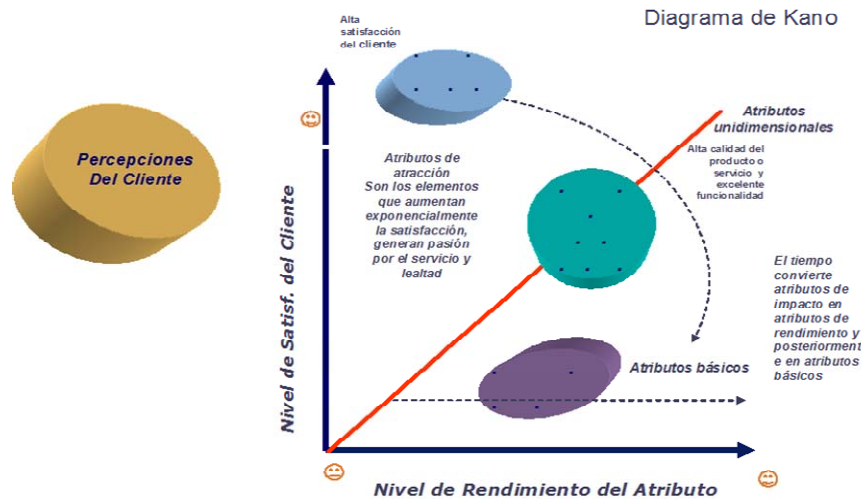 Diagrama de Kano
Alta
satisfacción
del cliente
Percepciones
Del Cliente
Atributos
unidimensionales
Alta calidad del
producto o
servicio y
excelente
funcionalidad
Atributos de
atracción
Son los elementos
que aumentan
exponencialmente
la satisfacción,
generan pasión
por el servicio y
lealtad
Nivel de Satisf. del Cliente
El tiempo
convierte
atributos de
impacto en
atributos de
rendimiento y
posteriorment
e en atributos
básicos
Atributos básicos
Nivel de Rendimiento del Atributo